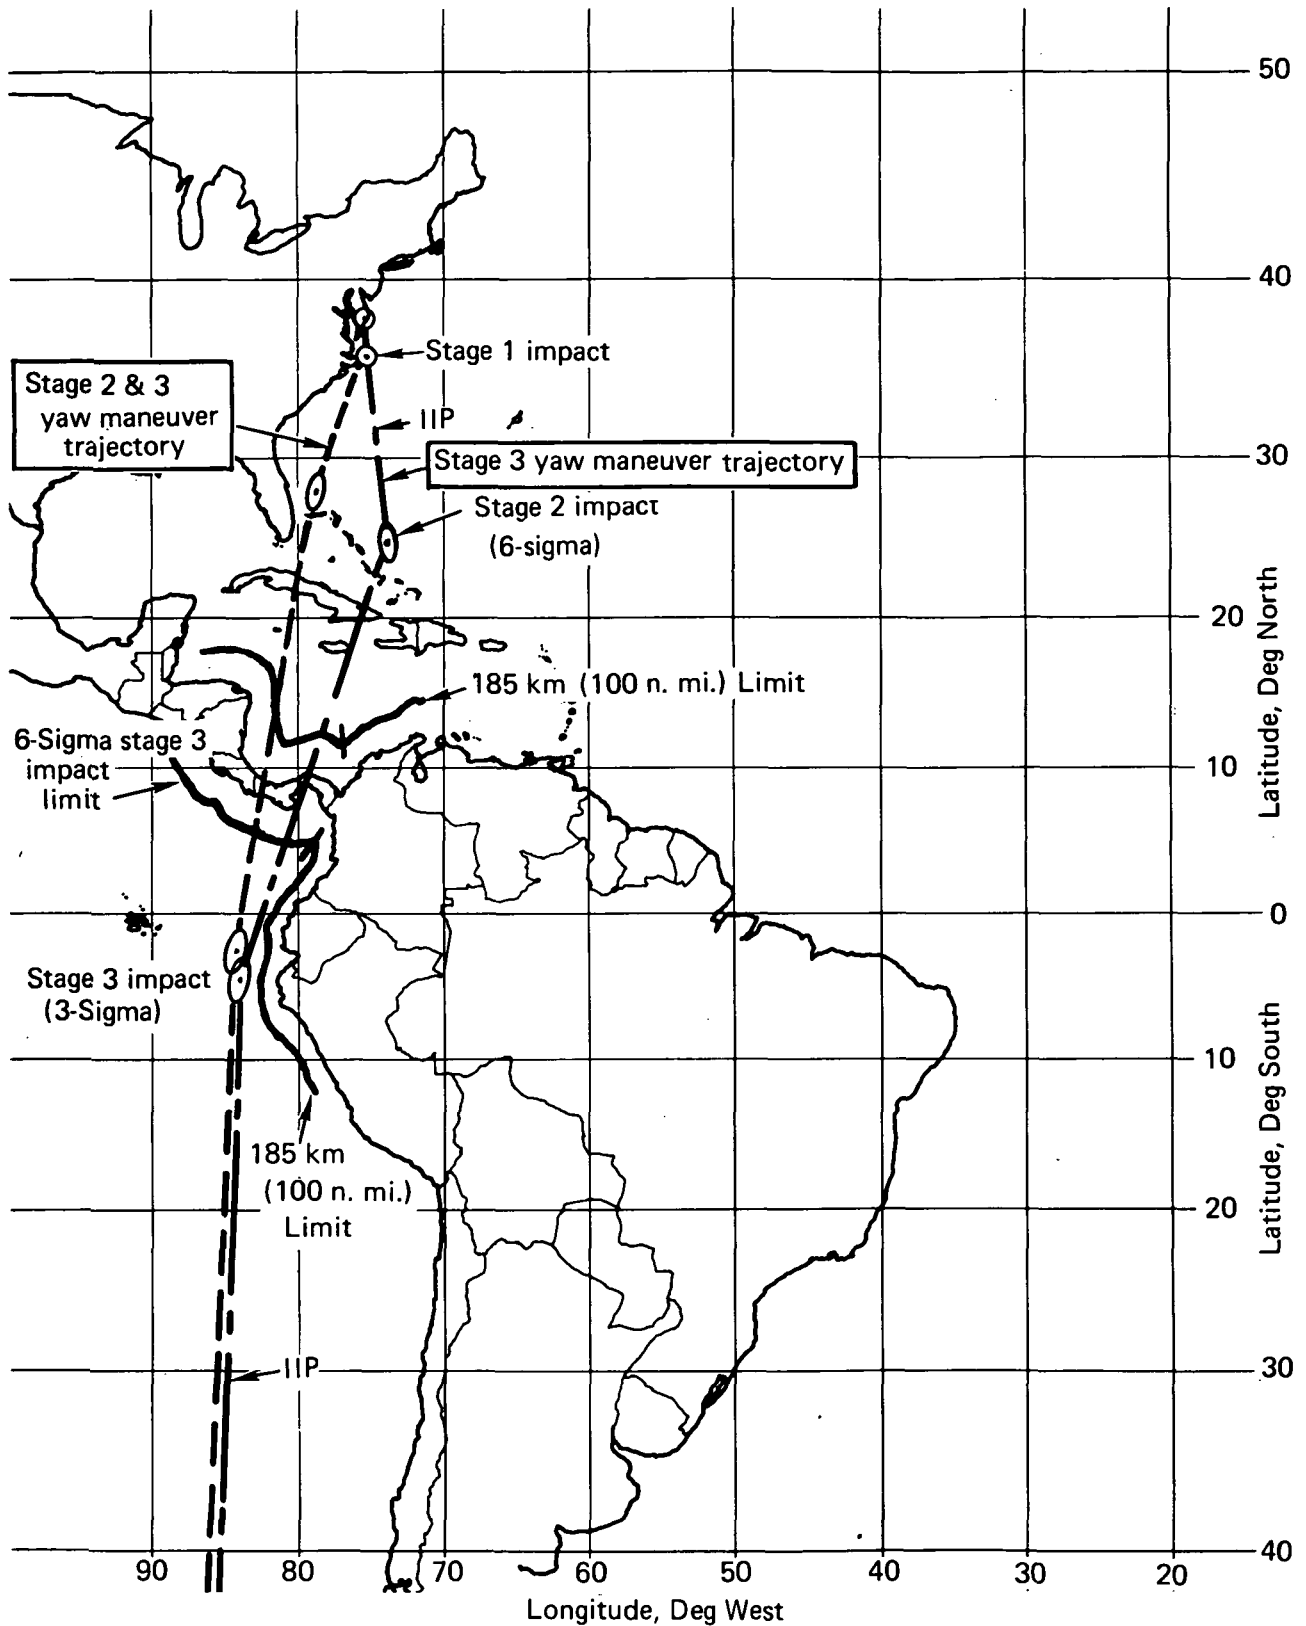 50
40
Stage 1 impact
Stage 2 & 3
yaw maneuver
trajectory
IIP
30
Stage 3 yaw maneuver trajectory
Stage 2 impact
(6-sigma)
Latitude, Deg North
20
185 km (100 n. mi.) Limit
6-Sigma stage 3
impact
limit
10
0
Stage 3 impact
(3-Sigma)
Latitude, Deg South
10
185 km
(100 n. mi.)
Limit
20
IIP
30
40
90 80 70 60 50 40 30 20
Longitude, Deg West